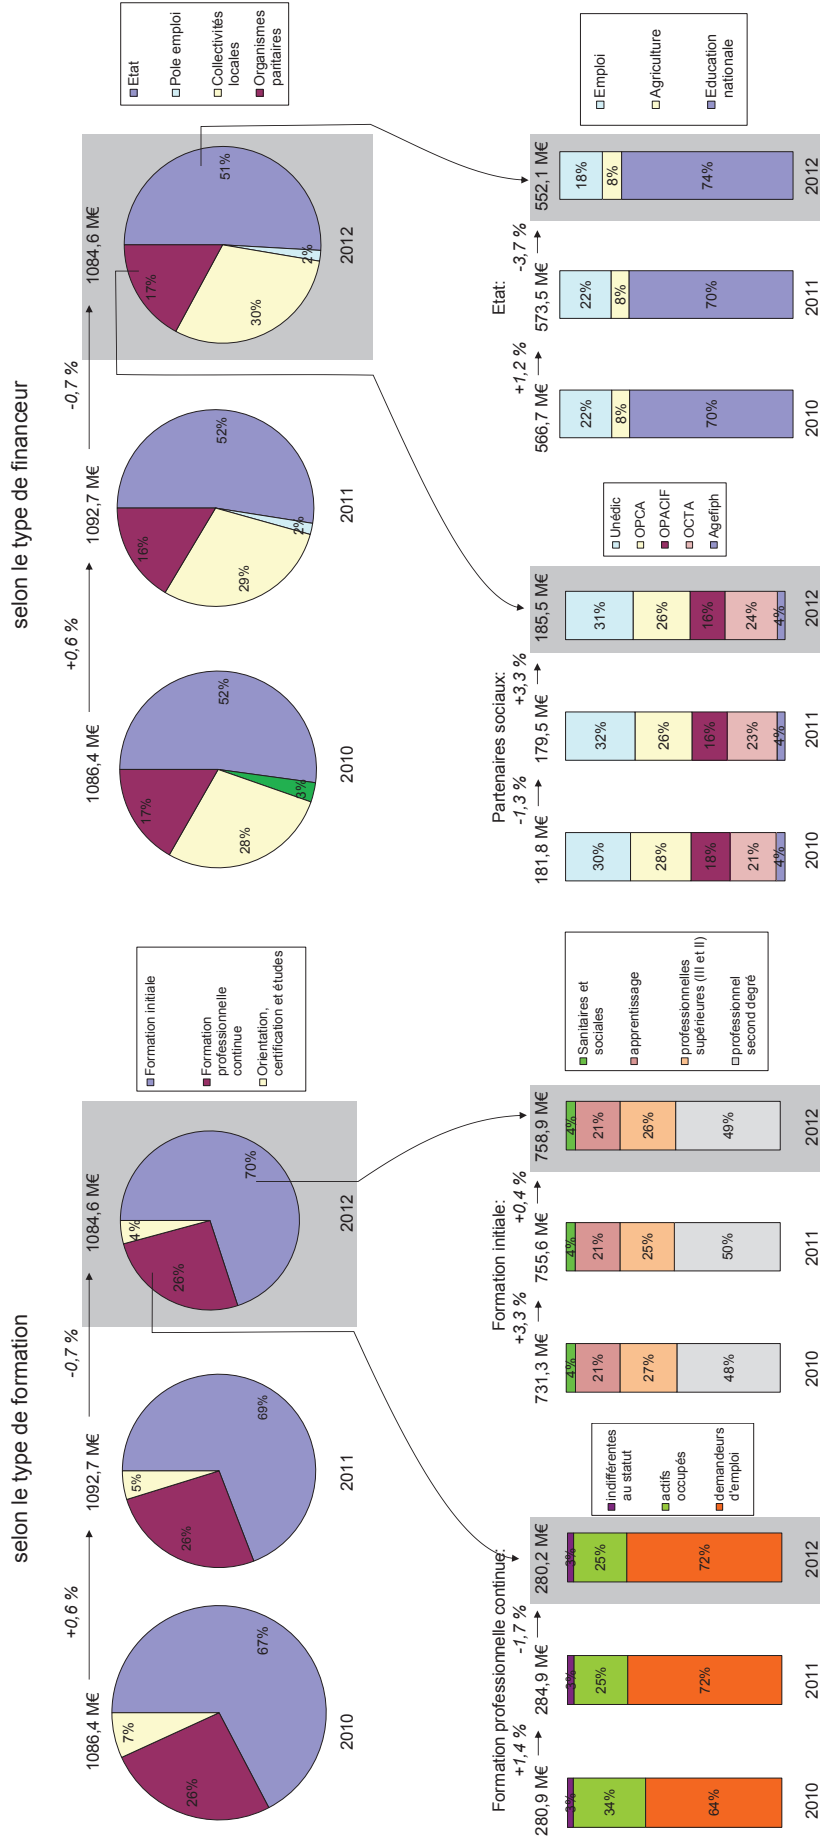 selon le type de formation
+0,6 %
-0,7 %
1086,4 M€
1092,7 M€
1084,6 M€
7%
26%
67%
2010
5%
26%
69%
2011
4%
26%
70%
2012
Formation initiale
Formation
professionnelle
continue
Orientation,
certification et études
Formation professionnelle continue:
+1,4 %
-1,7 %
280,9 M€
284,9 M€
280,2 M€
3%
34%
64%
2010
3%
25%
72%
2011
3%
25%
72%
2012
indifférentes
au statut
actifs
occupés
demandeurs
d'emploi
Formation initiale:
+3,3 %
+0,4 %
731,3 M€
755,6 M€
758,9 M€
4%
21%
27%
48%
2010
4%
21%
25%
50%
2011
4%
21%
26%
49%
2012
Sanitaires et
sociales
apprentissage
professionnelles
supérieures (III et II)
professionnel
second degré
selon le type de financeur
+0,6 %
-0,7 %
1086,4 M€
1092,7 M€
1084,6 M€
17%
52%
28%
3%
2010
16%
52%
29%
2%
2011
17%
51%
30%
2%
2012
Etat
Pole emploi
Collectivités
locales
Organismes
paritaires
Partenaires sociaux:
-1,3 %
+3,3 %
181,8 M€
179,5 M€
185,5 M€
30%
28%
18%
21%
4%
2010
32%
26%
16%
23%
4%
2011
31%
26%
16%
24%
4%
2012
Unédic
OPCA
OPACIF
OCTA
Agefiph
Etat:
+1,2 %
-3,7 %
566,7 M€
573,5 M€
552,1 M€
22%
8%
70%
2010
22%
8%
70%
2011
18%
8%
74%
2012
Emploi
Agriculture
Education
nationale